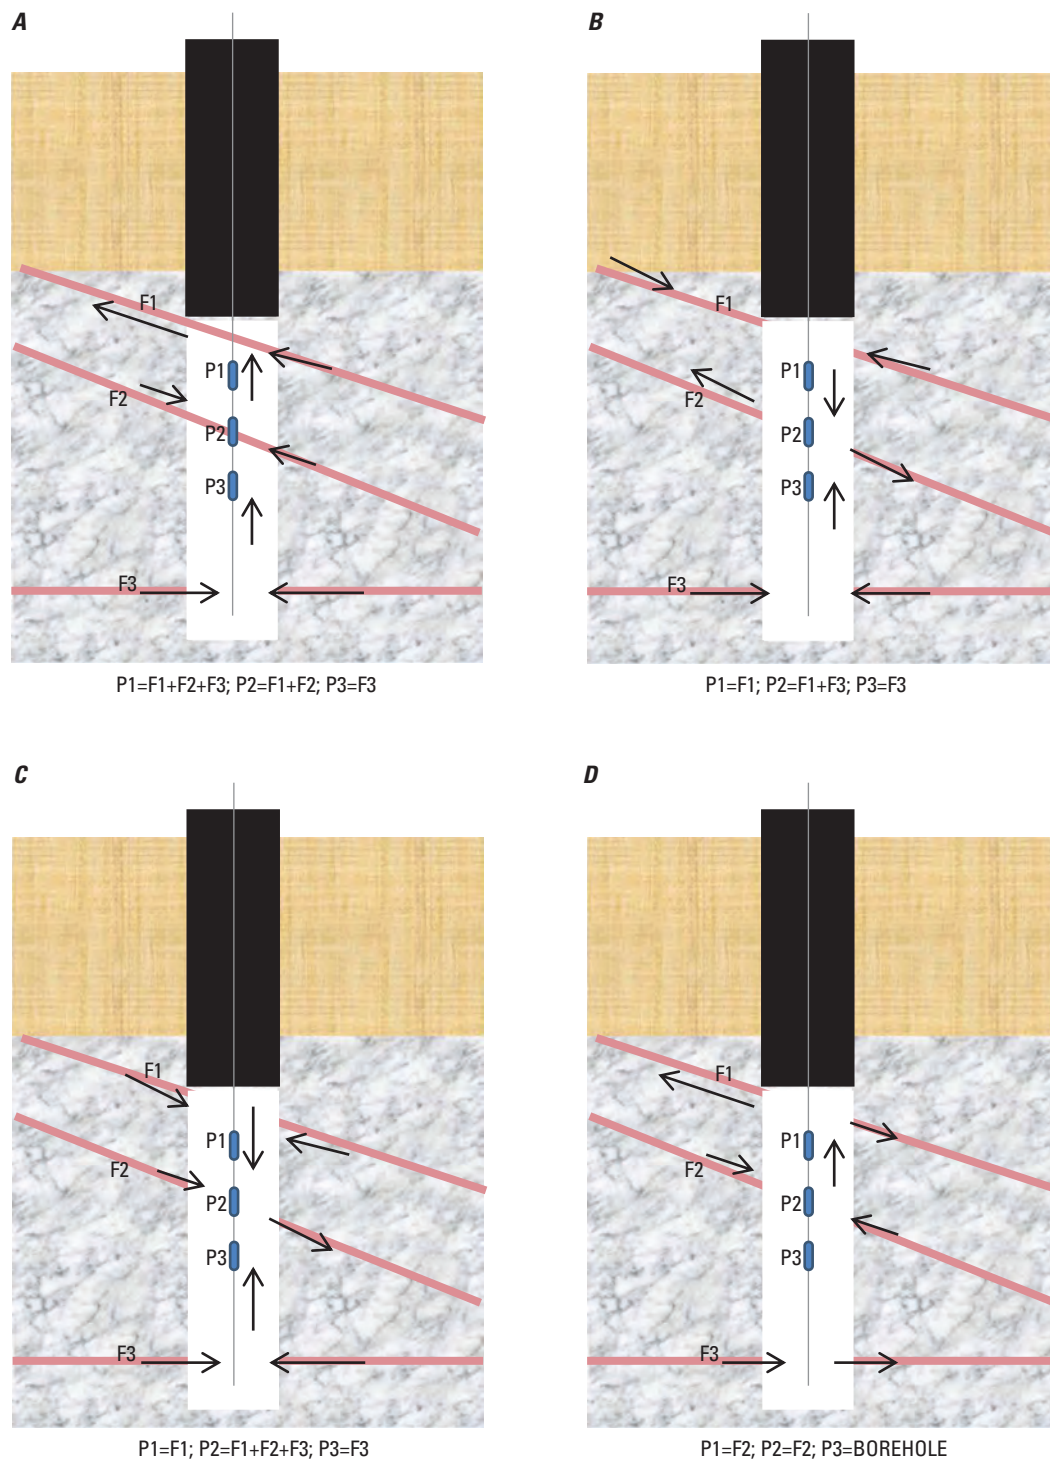 A
F1
P1
F2
P2
P3
F3
P1=F1+F2+F3; P2=F1+F2; P3=F3
B
F1
P1
F2
P2
P3
F3
P1=F1; P2=F1+F3; P3=F3
C
F1
P1
F2
P2
P3
F3
P1=F1; P2=F1+F2+F3; P3=F3
D
F1
P1
F2
P2
P3
F3
P1=F2; P2=F2; P3=BOREHOLE